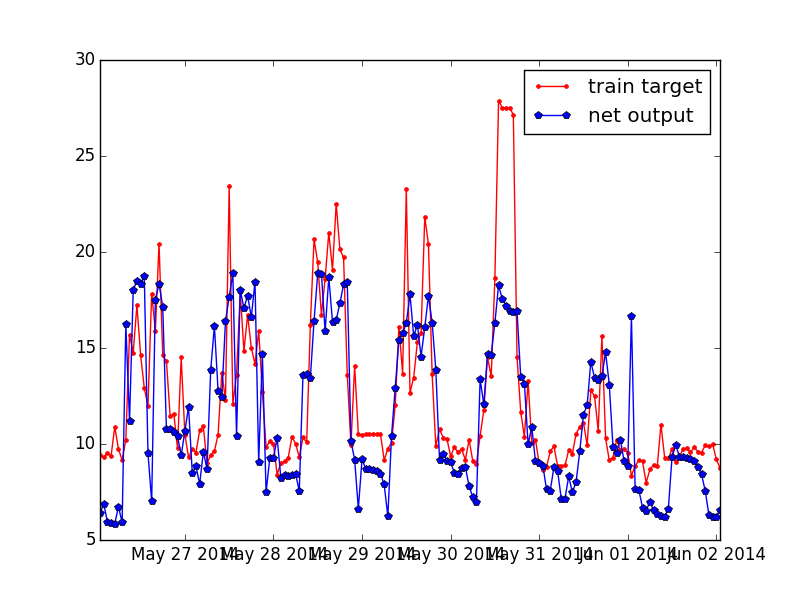 30
25
20
15
10
5
train target
net output
May 27 2014
May 28 2014
May 29 2014
May 30 2014
May 31 2014
Jun 01 2014
Jun 02 2014